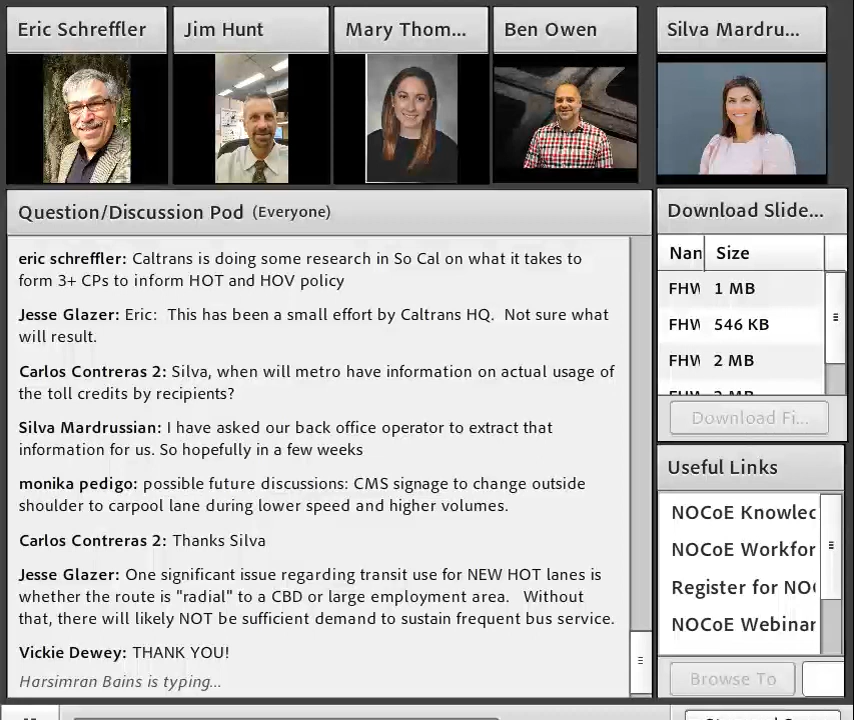 Eric Schreffler
Jim Hunt
Mary Thom...
Ben Owen
Silva Mardru...
Question/Discussion Pod (Everyone)
eric schreffler: Caltrans is doing some research in So Cal on what it takes to
form 3+ CPs to inform HOT and HOV policy
Jesse Glazer: Eric: This has been a small effort by Caltrans HQ. Not sure what
will result.
Carlos Contreras 2: Silva, when will metro have information on actual usage of
the toll credits by recipients?
Silva Mardrussian: I have asked our back office operator to extract that
information for us. So hopefully in a few weeks
monika pedigo: possible future discussions: CMS signage to change outside
shoulder to carpool lane during lower speed and higher volumes.
Carlos Contreras 2: Thanks Silva
Jesse Glazer: One significant issue regarding transit use for NEW HOT lanes is
whether the route is "radial" to a CBD or large employment area. Without
that, there will likely NOT be sufficient demand to sustain frequent bus service.
Vickie Dewey: THANK YOU!
Harsimran Bains is typing...
Download Slide...
Nan Size
FHW 1 MB
FHW 546 KB
FHW 2 MB
Download Fi...
Useful Links
NOCoE Knowlec
NOCoE Workfor
Register for NOC
NOCoE Webinar
Browse To